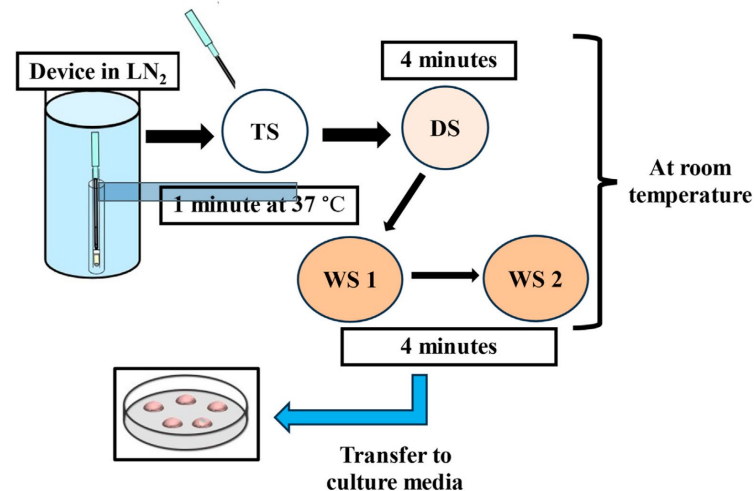 Device in LN₂
4 minutes
TS
DS
1 minute at 37 °C
At room
temperature
WS 1
WS 2
4 minutes
Transfer to
culture media